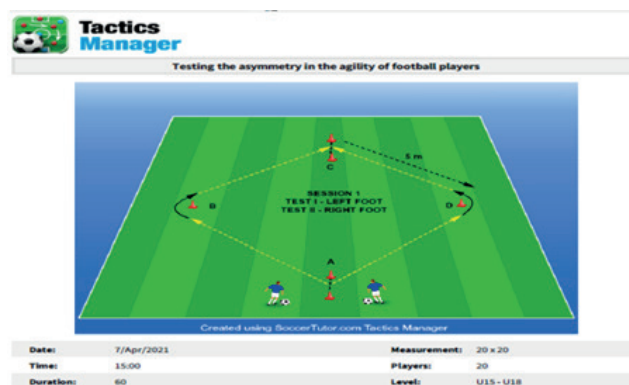 Tactics
Manager
Testing the asymmetry in the agility of football players
C
5 m
SESSION 1
TEST I - LEFT FOOT
TEST II - RIGHT FOOT
B
D
A
Created using SoccerTutor.com Tactics Manager
Date: 7/Apr/2021 Measurement: 20 x 20
Time: 15:00 Players: 20
Duration: 60 Level: U15 - U18